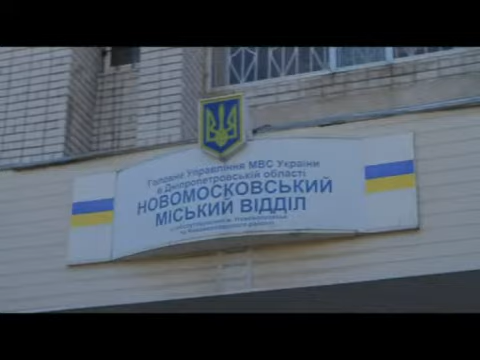 Головне Управління МВС України
в Дніпропетровській області
НОВОМОСКОВСЬКИЙ
МІСЬКИЙ ВІДДІЛ